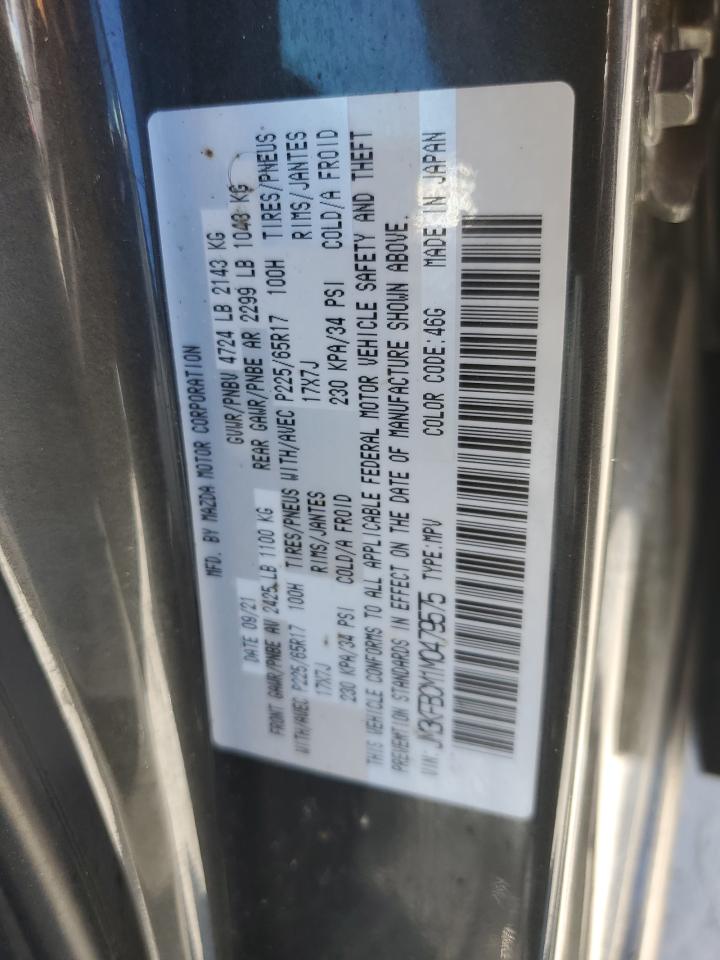 MFD. BY MAZDA MOTOR CORPORATION
DATE 09/21 GVWR/PNBV 4724 LB 2143 KG
FRONT GAWR/PNBE AV 2425 LB 1100 KG REAR GAWR/PNBE AR 2299 LB 1043 KG
WITH/AVEC P225/65R17 100H TIRES/PNEUS WITH/AVEC P225/65R17 100H TIRES/PNEUS
17X7J RIMS/JANTES 17X7J RIMS/JANTES
230 KPA/34 PSI COLD/A FROID 230 KPA/34 PSI COLD/A FROID
THIS VEHICLE CONFORMS TO ALL APPLICABLE FEDERAL MOTOR VEHICLE SAFETY AND THEFT
PREVENTION STANDARDS IN EFFECT ON THE DATE OF MANUFACTURE SHOWN ABOVE.
VIN: JM3KFBDM1M0479575 TYPE:MPV COLOR CODE:46G MADE IN JAPAN